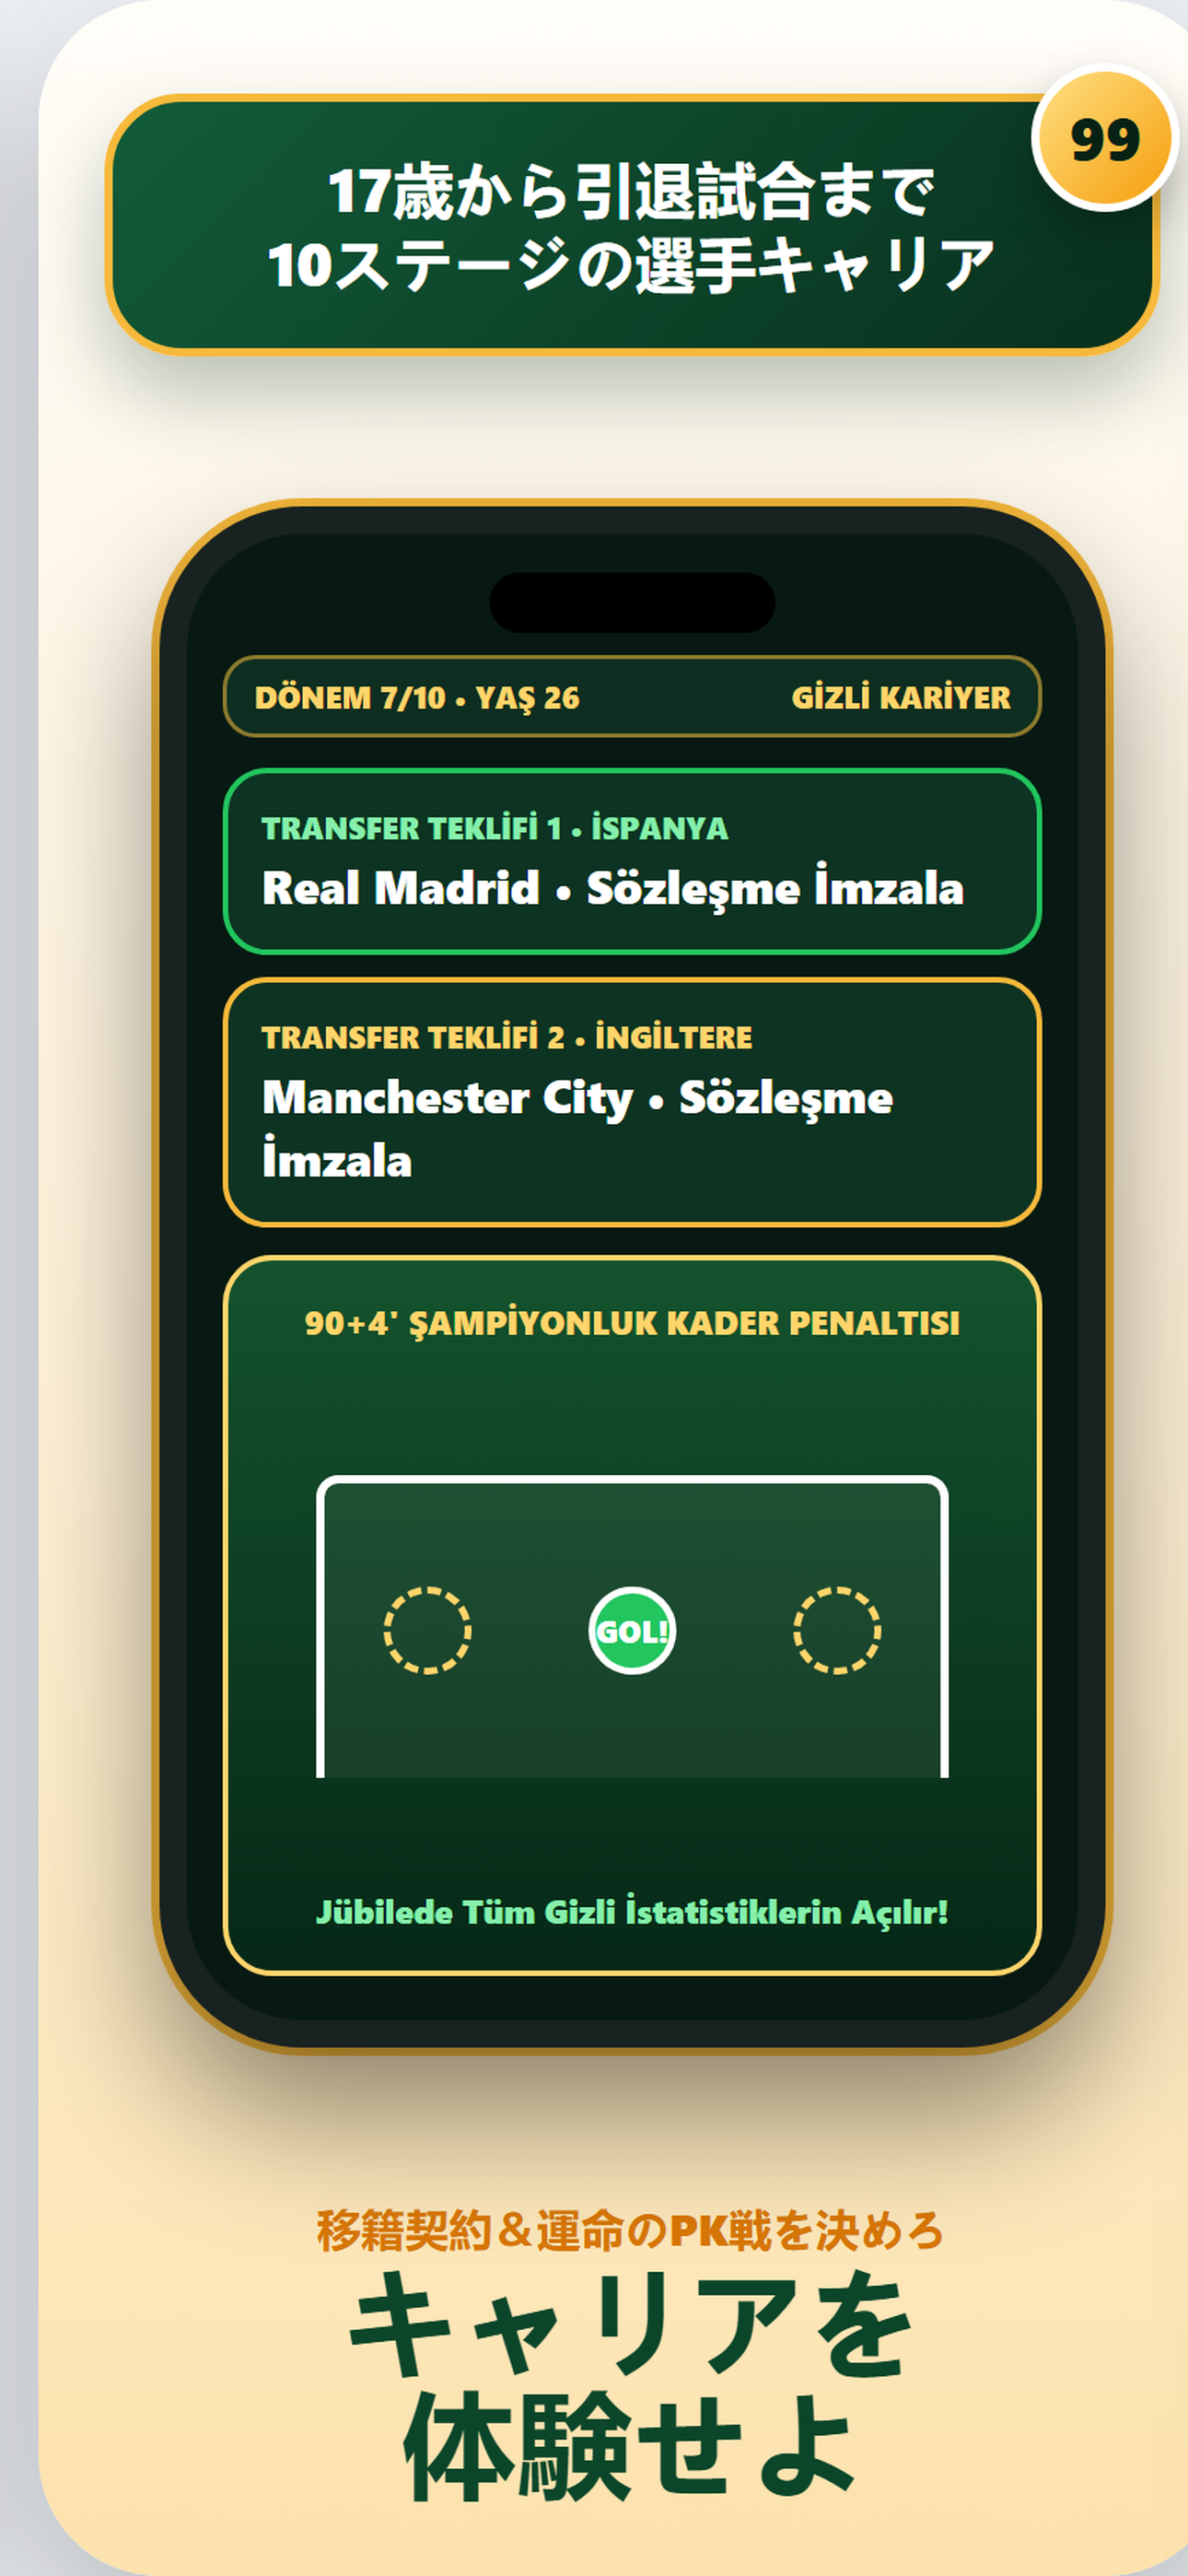 99
17歳から引退試合まで
10ステージの選手キャリア
DÖNEM 7/10 • YAŞ 26
GİZLİ KARİYER
TRANSFER TEKLİFİ 1 • İSPANYA
Real Madrid • Sözleşme İmzala
TRANSFER TEKLİFİ 2 • İNGİLTERE
Manchester City • Sözleşme
İmzala
90+4' ŞAMPİYONLUK KADER PENALTISI
GOL!
Jübilede Tüm Gizli İstatistiklerin Açılır!
移籍契約＆運命のPK戦を決めろ
キャリアを
体験せよ